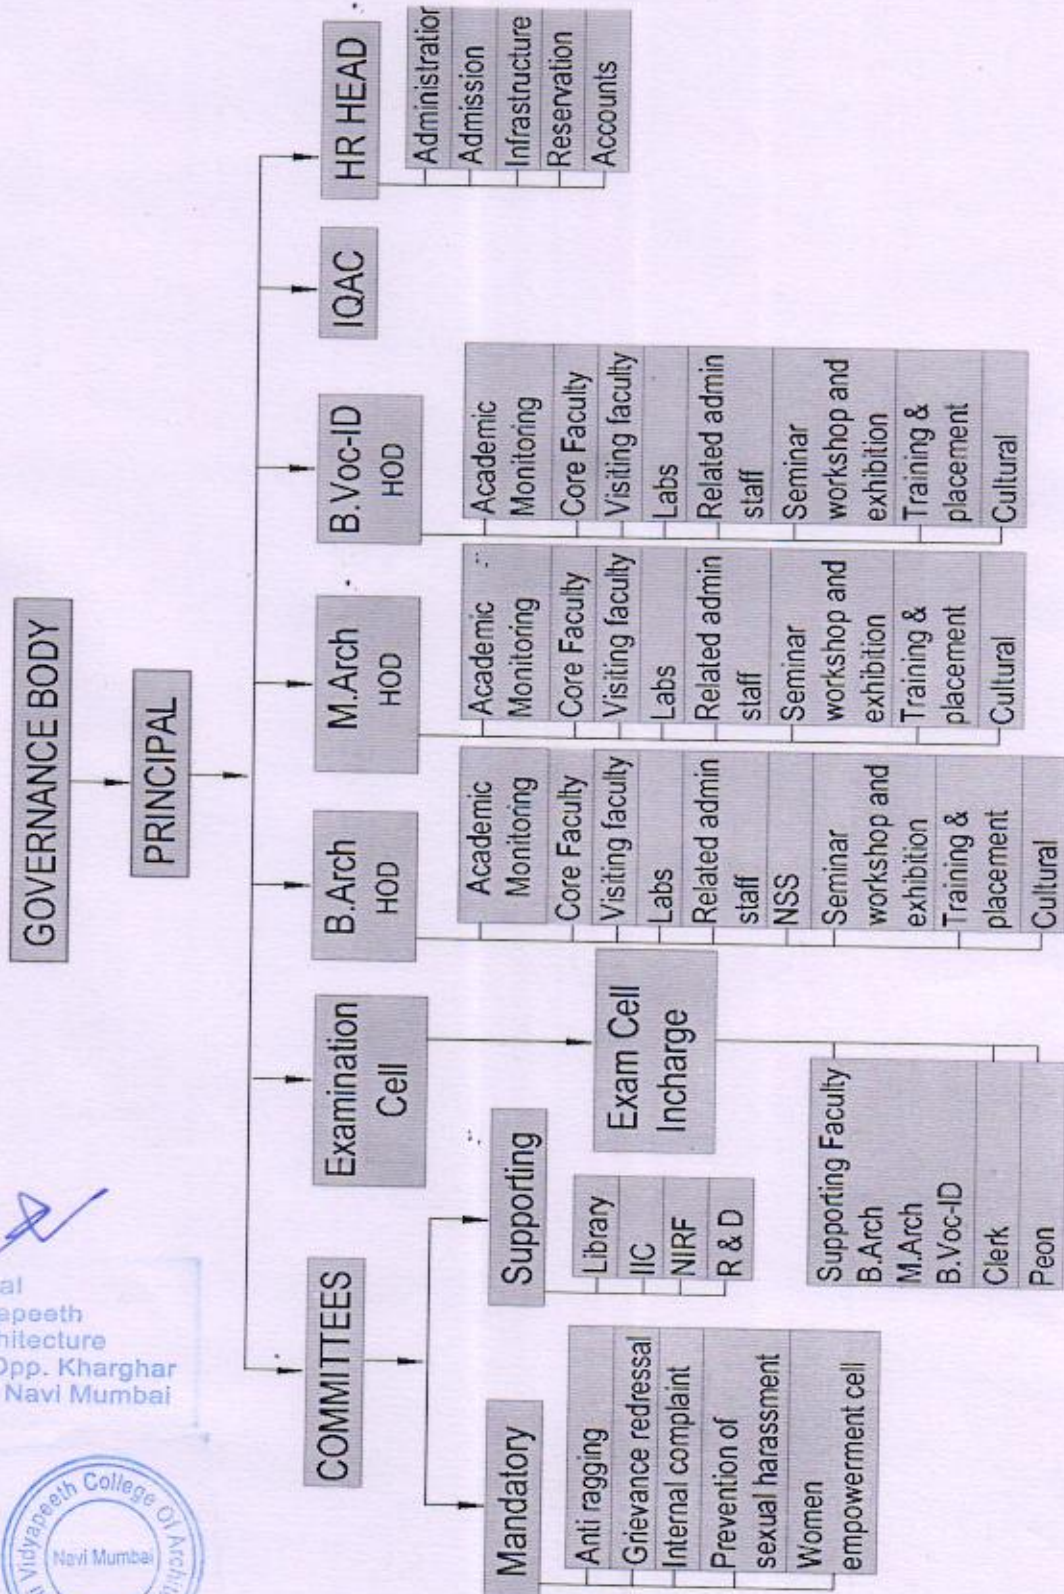 GOVERNANCE BODY
PRINCIPAL
COMMITTEES
Mandatory
Anti ragging
Grievance redressal
Internal complaint
Prevention of
sexual harassment
Women
empowerment cell
Supporting
Library
IIC
NIRF
R & D
Examination
Cell
Exam Cell
Incharge
Supporting Faculty
B.Arch
M.Arch
B.Voc-ID
Clerk
Peon
B.Arch
HOD
Academic
Monitoring
Core Faculty
Visiting faculty
Labs
Related admin
staff
NSS
Seminar
workshop and
exhibition
Training &
placement
Cultural
M.Arch
HOD
Academic
Monitoring
Core Faculty
Visiting faculty
Labs
Related admin
staff
Seminar
workshop and
exhibition
Training &
placement
Cultural
B.Voc-ID
HOD
Academic
Monitoring
Core Faculty
Visiting faculty
Labs
Related admin
staff
Seminar
workshop and
exhibition
Training &
placement
Cultural
IQAC
HR HEAD
Administration
Admission
Infrastructure
Reservation
Accounts
al
apeeth
hitecture
Opp. Kharghar
Navi Mumbai
Vidyapeeth College Of Archi
Navi Mumbai